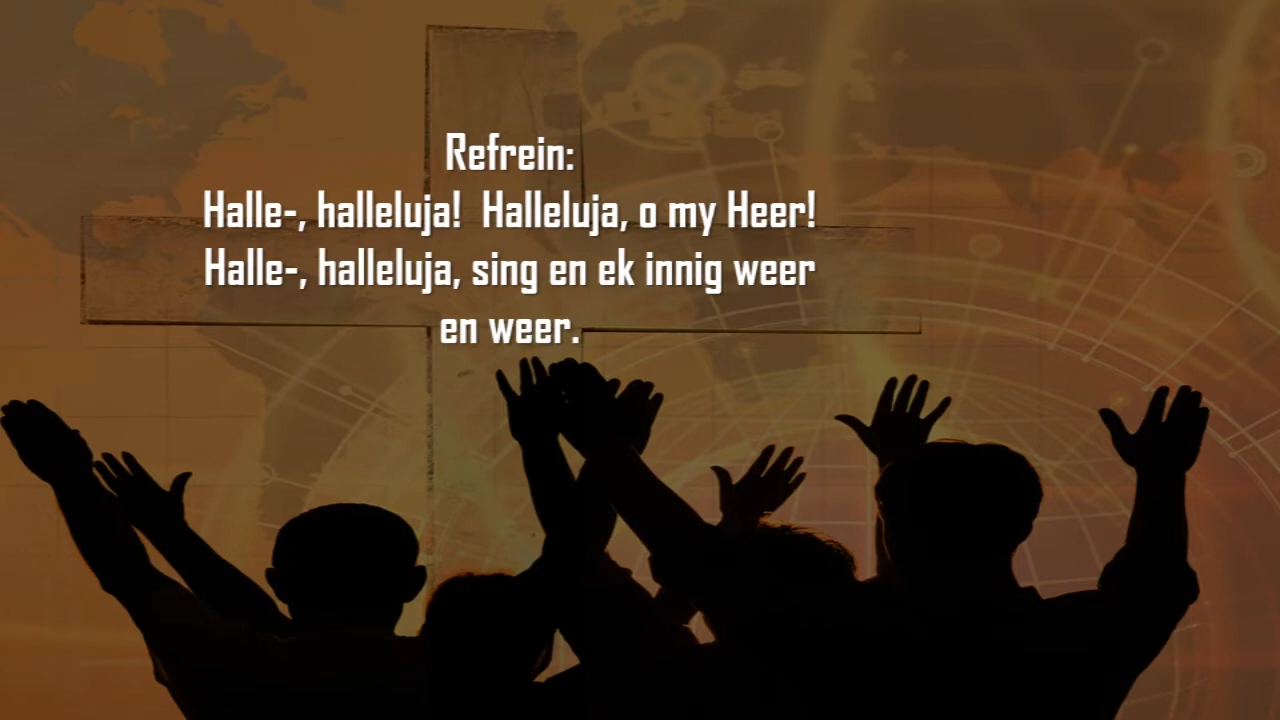 Refrein:
Halle-, halleluja!  Halleluja, o my Heer!
Halle-, halleluja, sing en ek innig weer
en weer.